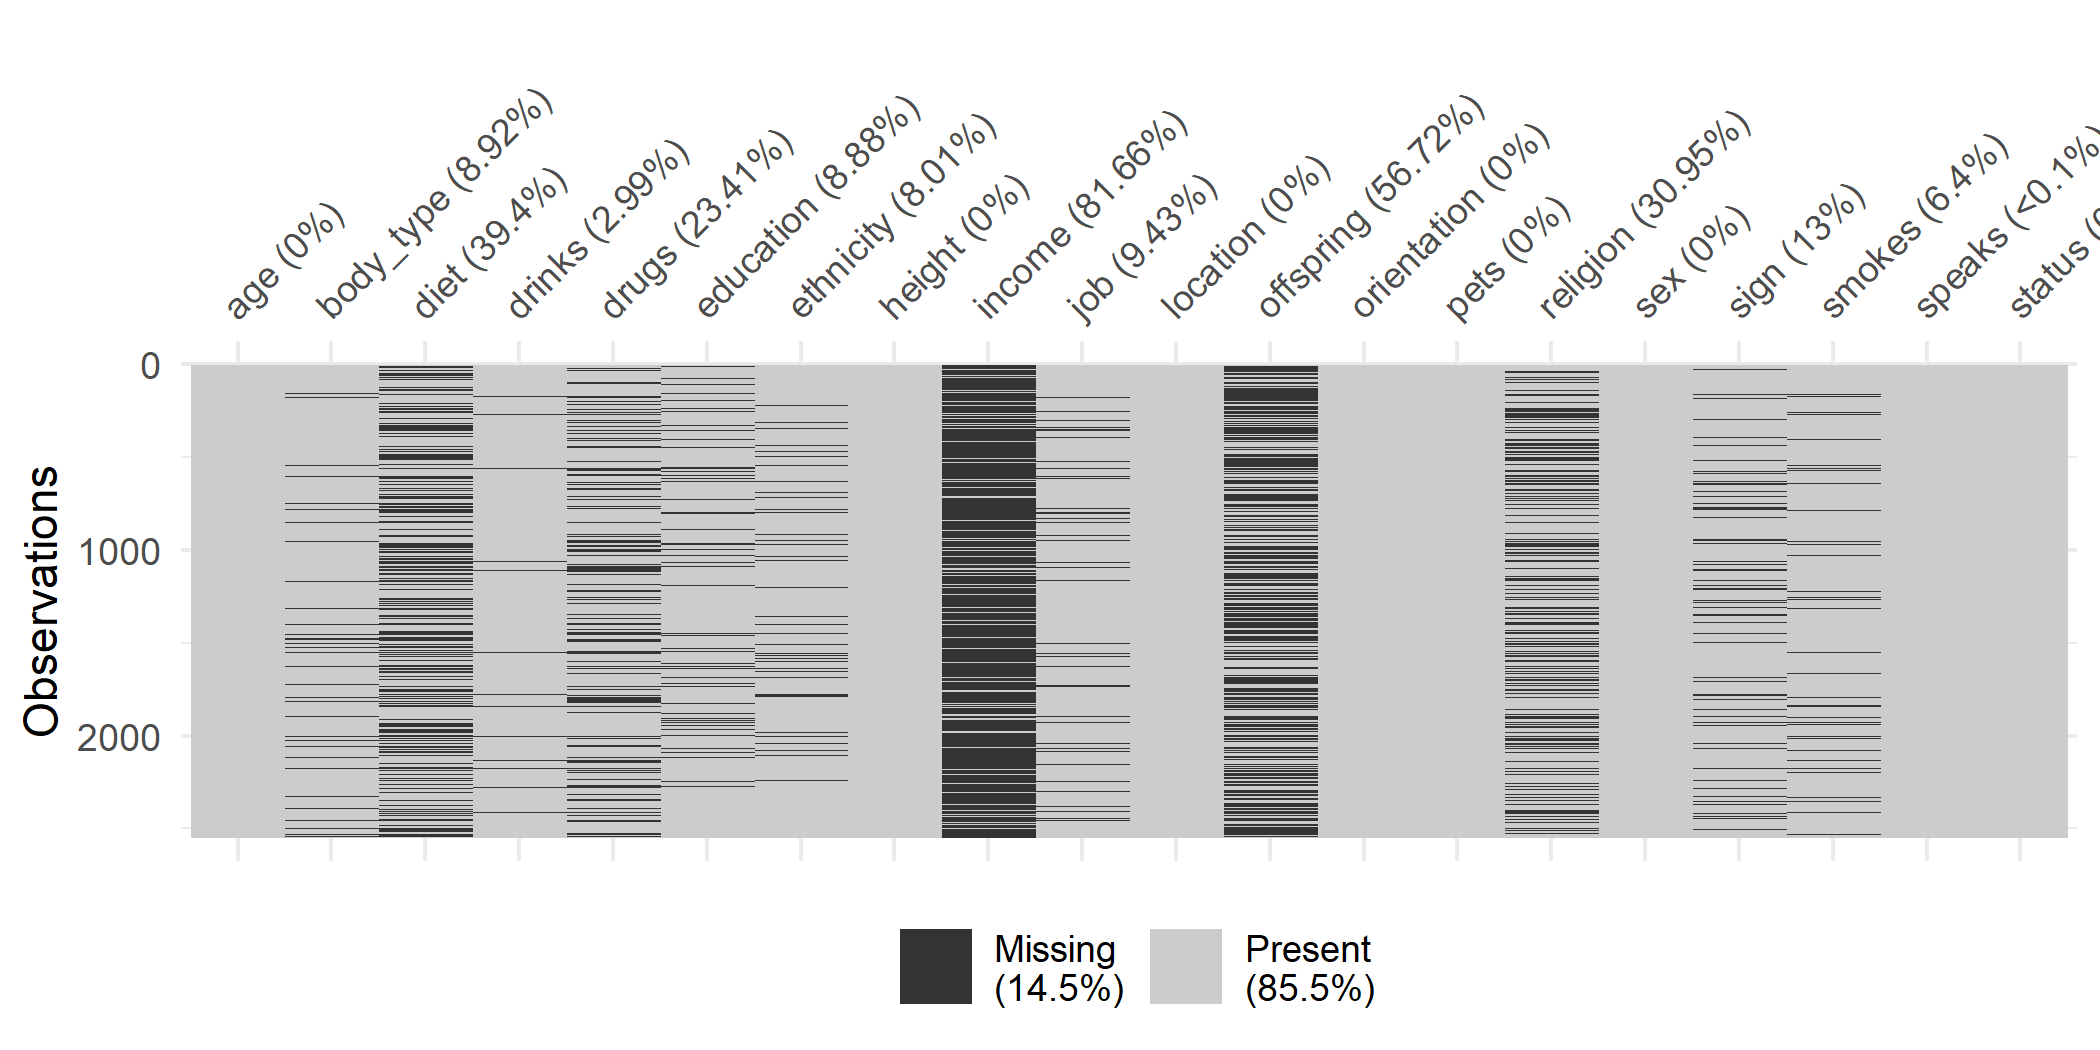 age (0%)
body_type (8.92%)
diet (39.4%)
drinks (2.99%)
drugs (23.41%)
education (8.88%)
ethnicity (8.01%)
height (0%)
income (81.66%)
job (9.43%)
location (0%)
offspring (56.72%)
orientation (0%)
pets (0%)
religion (30.95%)
sex (0%)
sign (13%)
smokes (6.4%)
speaks (<0.1%)
status (
Observations
0
1000
2000
Missing
(14.5%)
Present
(85.5%)